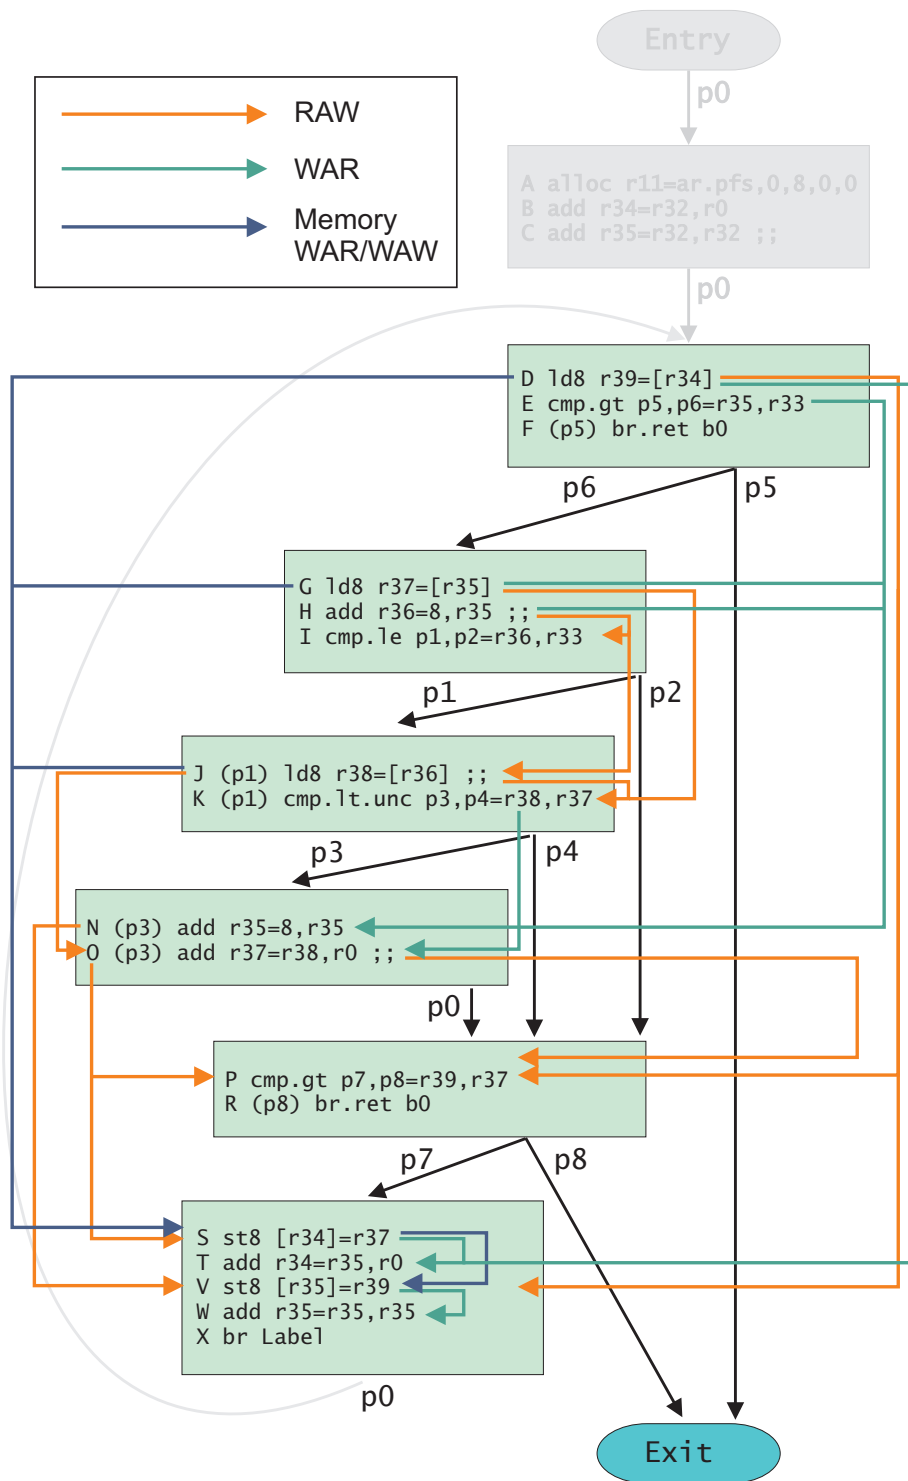 Entry
p0
RAW
WAR
Memory
WAR/WAW
A alloc r11=ar.pfs,0,8,0,0
B add r34=r32,r0
C add r35=r32,r32 ;;
p0
D ld8 r39=[r34]
E cmp.gt p5,p6=r35,r33
F (p5) br.ret b0
p6
p5
G ld8 r37=[r35]
H add r36=8,r35 ;;
I cmp.le p1,p2=r36,r33
p1
p2
J (p1) ld8 r38=[r36] ;;
K (p1) cmp.lt.unc p3,p4=r38,r37
p3
p4
N (p3) add r35=8,r35
O (p3) add r37=r38,r0 ;;
p0
P cmp.gt p7,p8=r39,r37
R (p8) br.ret b0
p7
p8
S st8 [r34]=r37
T add r34=r35,r0
V st8 [r35]=r39
W add r35=r35,r35
X br Label
p0
Exit